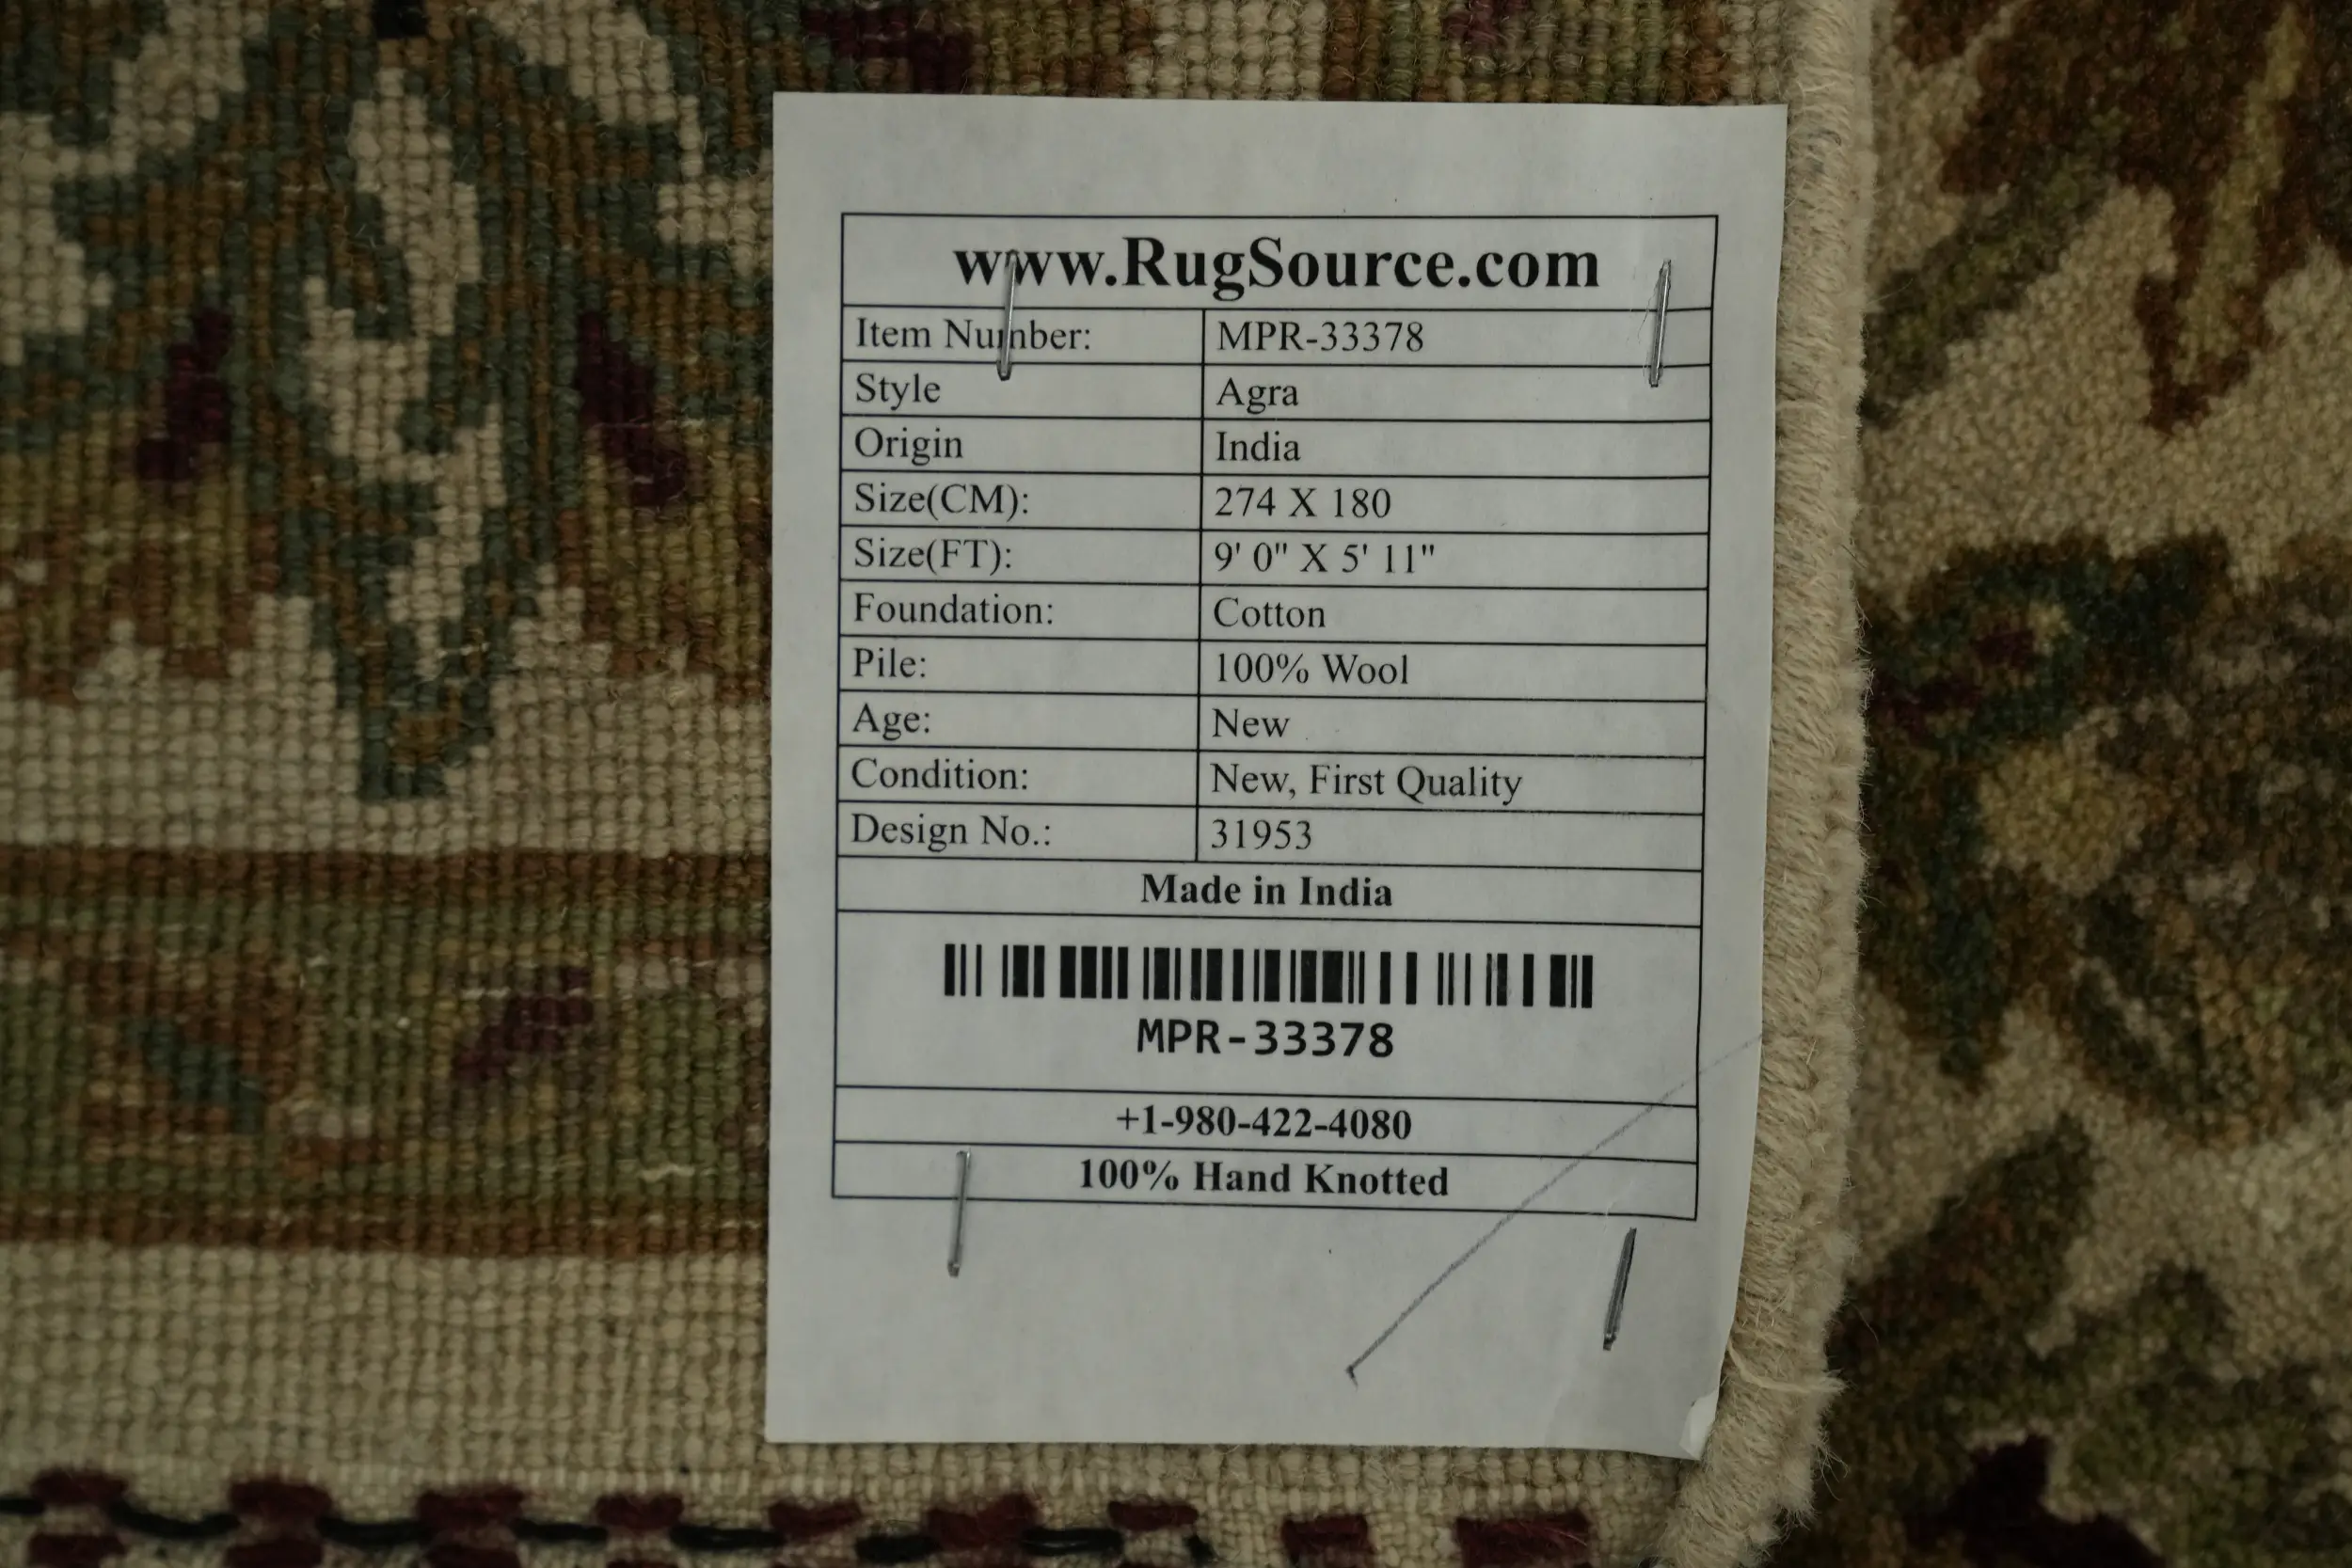 www.RugSource.com
Item Number: MPR-33378
Style Agra
Origin India
Size(CM): 274 X 180
Size(FT): 9' 0" X 5' 11"
Foundation: Cotton
Pile: 100% Wool
Age: New
Condition: New, First Quality
Design No.: 31953
Made in India
MPR-33378
+1-980-422-4080
100% Hand Knotted